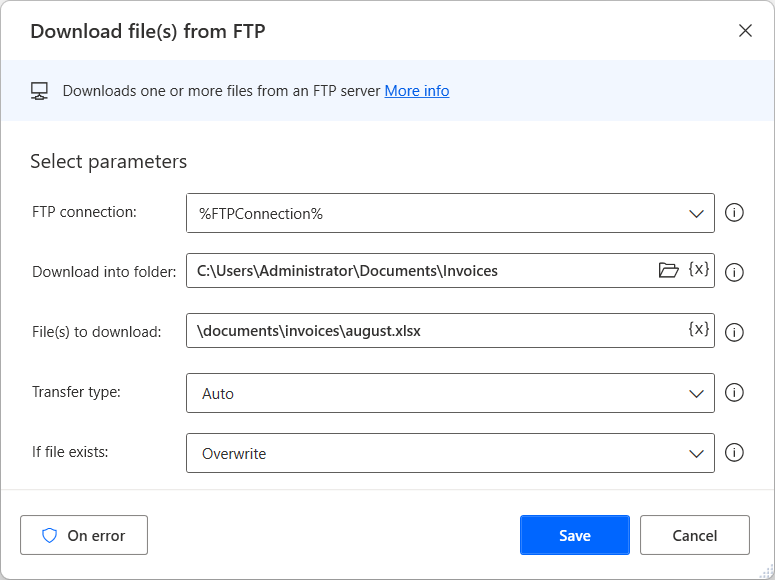 Download file(s) from FTP
Downloads one or more files from an FTP server More info
Select parameters
FTP connection: %FTPConnection%
Download into folder: C:\Users\Administrator\Documents\Invoices {x}
File(s) to download: \documents\invoices\august.xlsx {x}
Transfer type: Auto
If file exists: Overwrite
On error Save Cancel